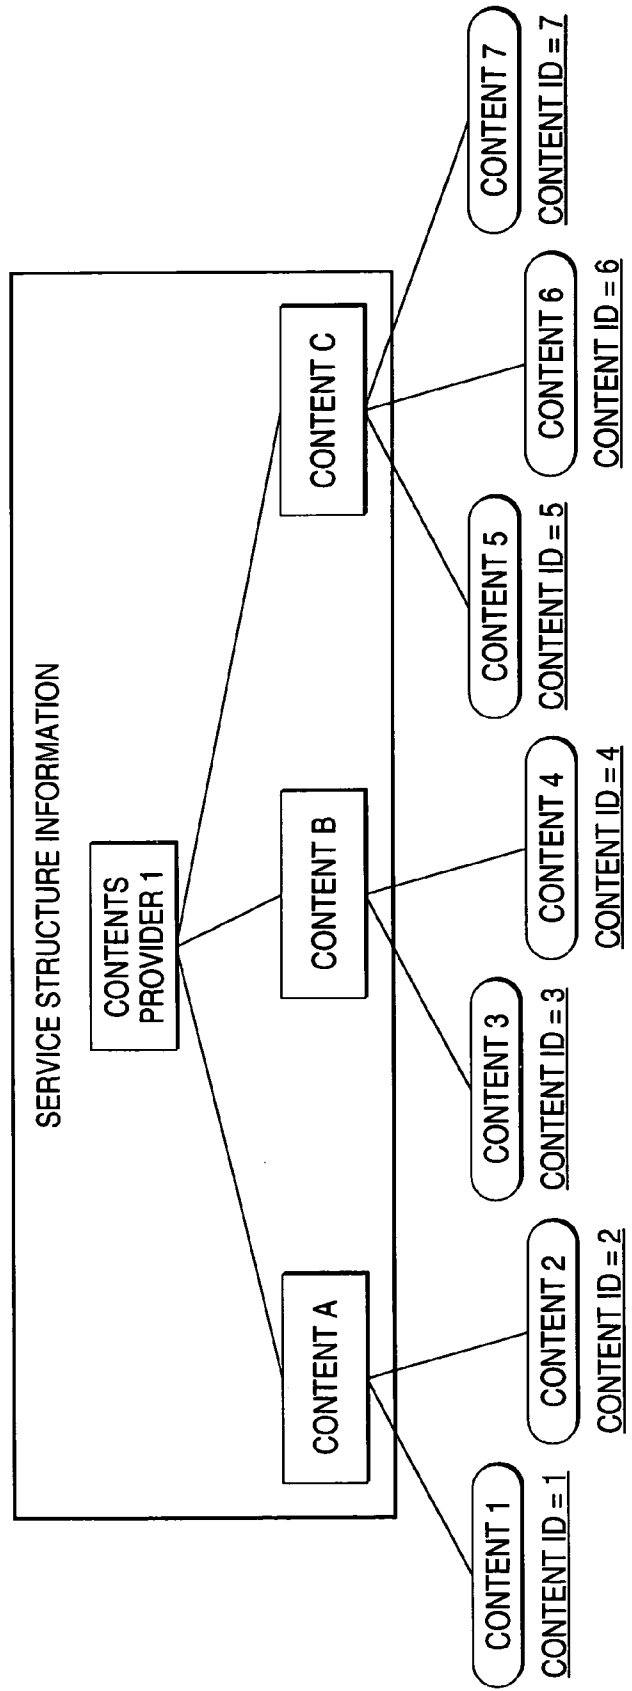 SERVICE STRUCTURE INFORMATION
CONTENTS
PROVIDER 1
CONTENT A
CONTENT B
CONTENT C
CONTENT 1
CONTENT ID = 1
CONTENT 2
CONTENT ID = 2
CONTENT 3
CONTENT ID = 3
CONTENT 4
CONTENT ID = 4
CONTENT 5
CONTENT ID = 5
CONTENT 6
CONTENT ID = 6
CONTENT 7
CONTENT ID = 7